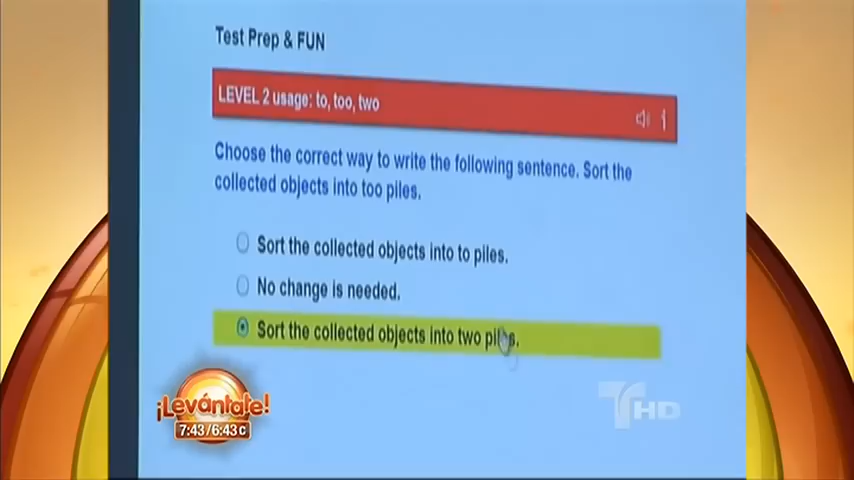 Test Prep & FUN
LEVEL 2 usage: to, too, two
Choose the correct way to write the following sentence. Sort the
collected objects into too piles.
Sort the collected objects into to piles.
No change is needed.
Sort the collected objects into two piles.
¡Levántate!
7:43/6:43c
T HD